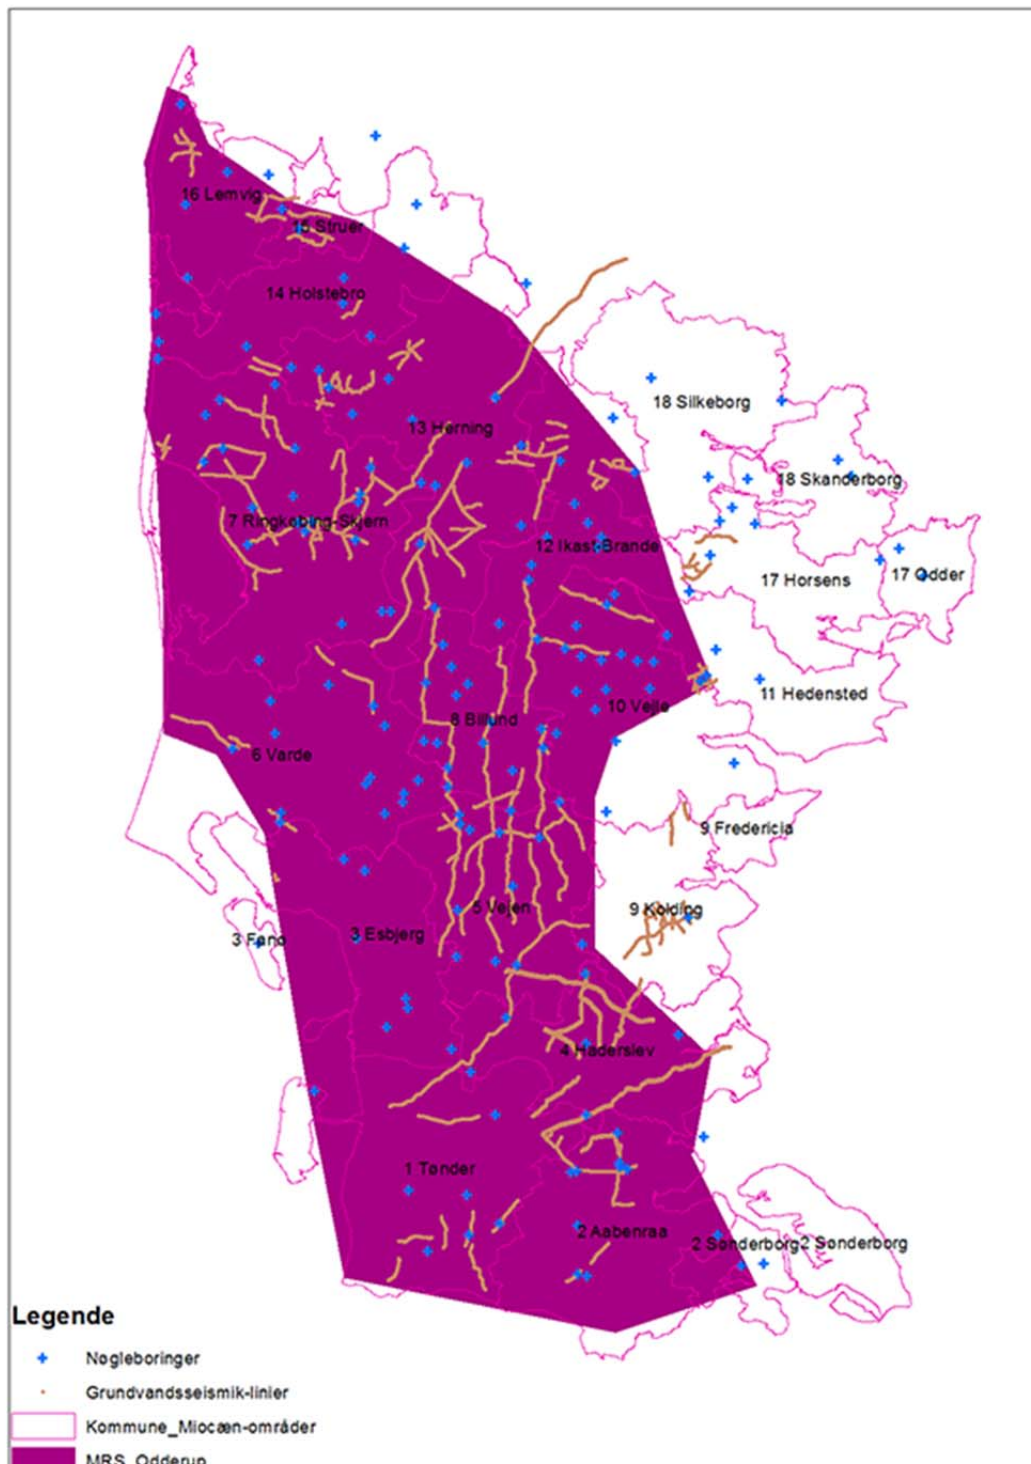 16 Lemvig
15 Struer
14 Holstebro
18 Silkeborg
13 Herning
18 Skanderborg
7 Ringkøbing-Skjern
12 Ikast-Brande
17 Horsens
17 Odder
11 Hedensted
10 Vejle
8 Billund
6 Varde
9 Fredericia
5 Vejen
9 Kolding
3 Esbjerg
3 Fanø
4 Haderslev
1 Tønder
2 Aabenraa
2 Sønderborg
2 Sønderborg
Legende
Nøgleboringer
Grundvandsseismik-linier
Kommune_Miocæn-områder
MRS_Odderup